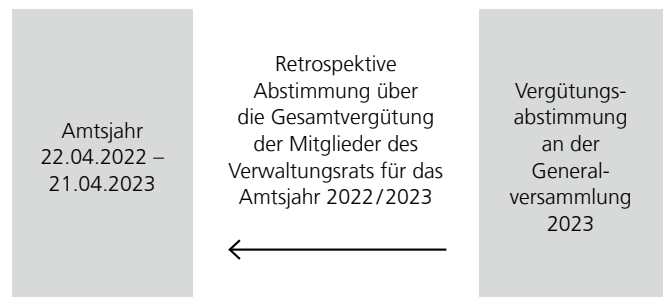 Amtsjahr
22.04.2022 –
21.04.2023
Retrospektive
Abstimmung über
die Gesamtvergütung
der Mitglieder des
Verwaltungsrats für das
Amtsjahr 2022/2023
Vergütungs-
abstimmung
an der
General-
versammlung
2023